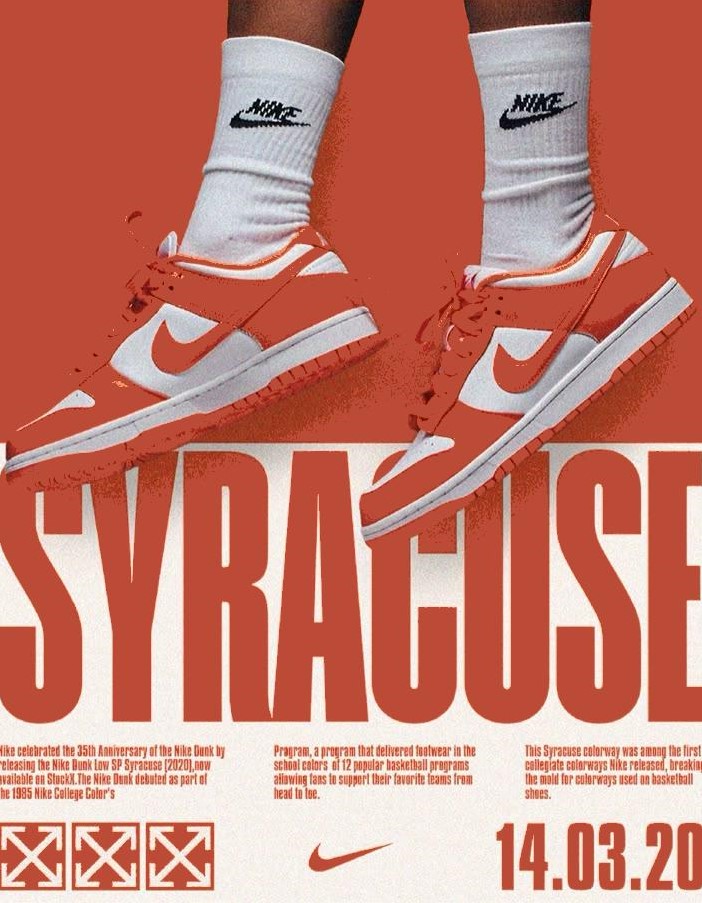 NIKE
NIKE
SYRACUSE
Nike celebrated the 35th Anniversary of the Nike Dunk by
releasing the Nike Dunk Low SP Syracuse (2020),now
available on StockX.The Nike Dunk debuted as part of
the 1985 Nike College Color's
Program, a program that delivered footwear in the
school colors of 12 popular basketball programs
allowing fans to support their favorite teams from
head to toe.
This Syracuse colorway was among the first
collegiate colorways Nike released, breaking
the mold for colorways used on basketball
shoes.
14.03.20